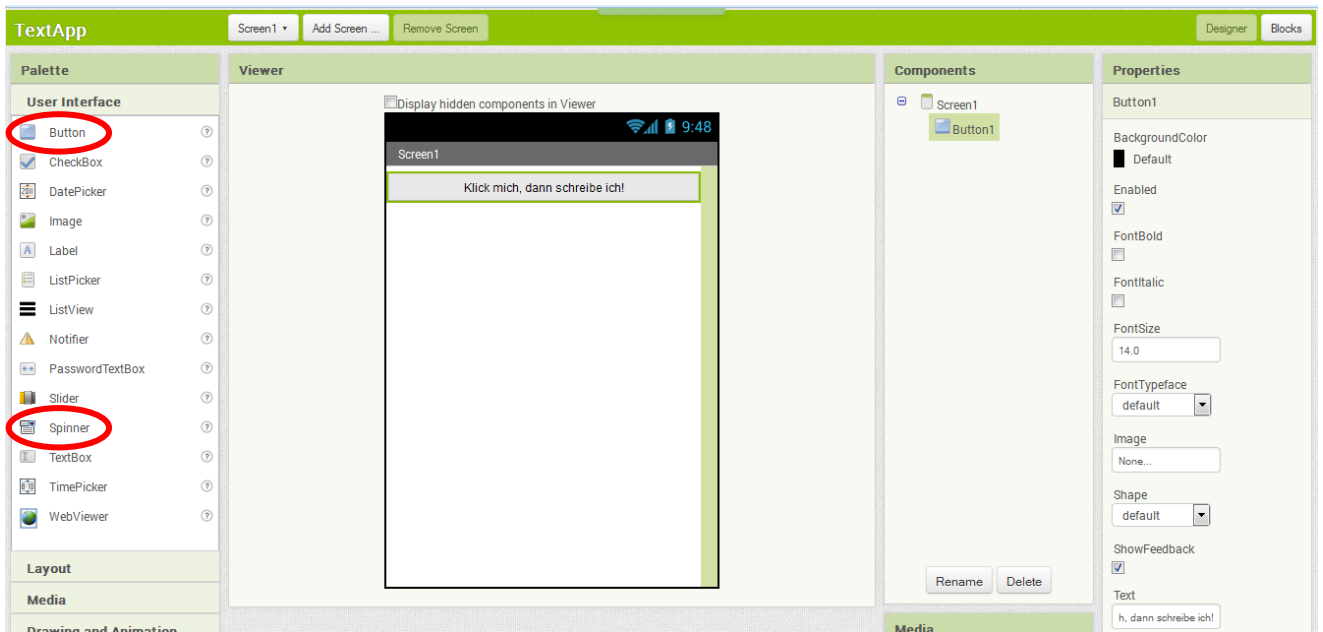 TextApp
Screen1 ▾
Add Screen ...
Remove Screen
Designer
Blocks
Palette
User Interface
Button
CheckBox
DatePicker
Image
Label
ListPicker
ListView
Notifier
PasswordTextBox
Slider
Spinner
TextBox
TimePicker
WebViewer
Layout
Media
Drawing and Animation
Viewer
Display hidden components in Viewer
9:48
Screen1
Klick mich, dann schreibe ich!
Components
Screen1
Button1
Rename
Delete
Media
Properties
Button1
BackgroundColor
Default
Enabled
FontBold
FontItalic
FontSize
14.0
FontTypeface
default
Image
None...
Shape
default
ShowFeedback
Text
h, dann schreibe ich!